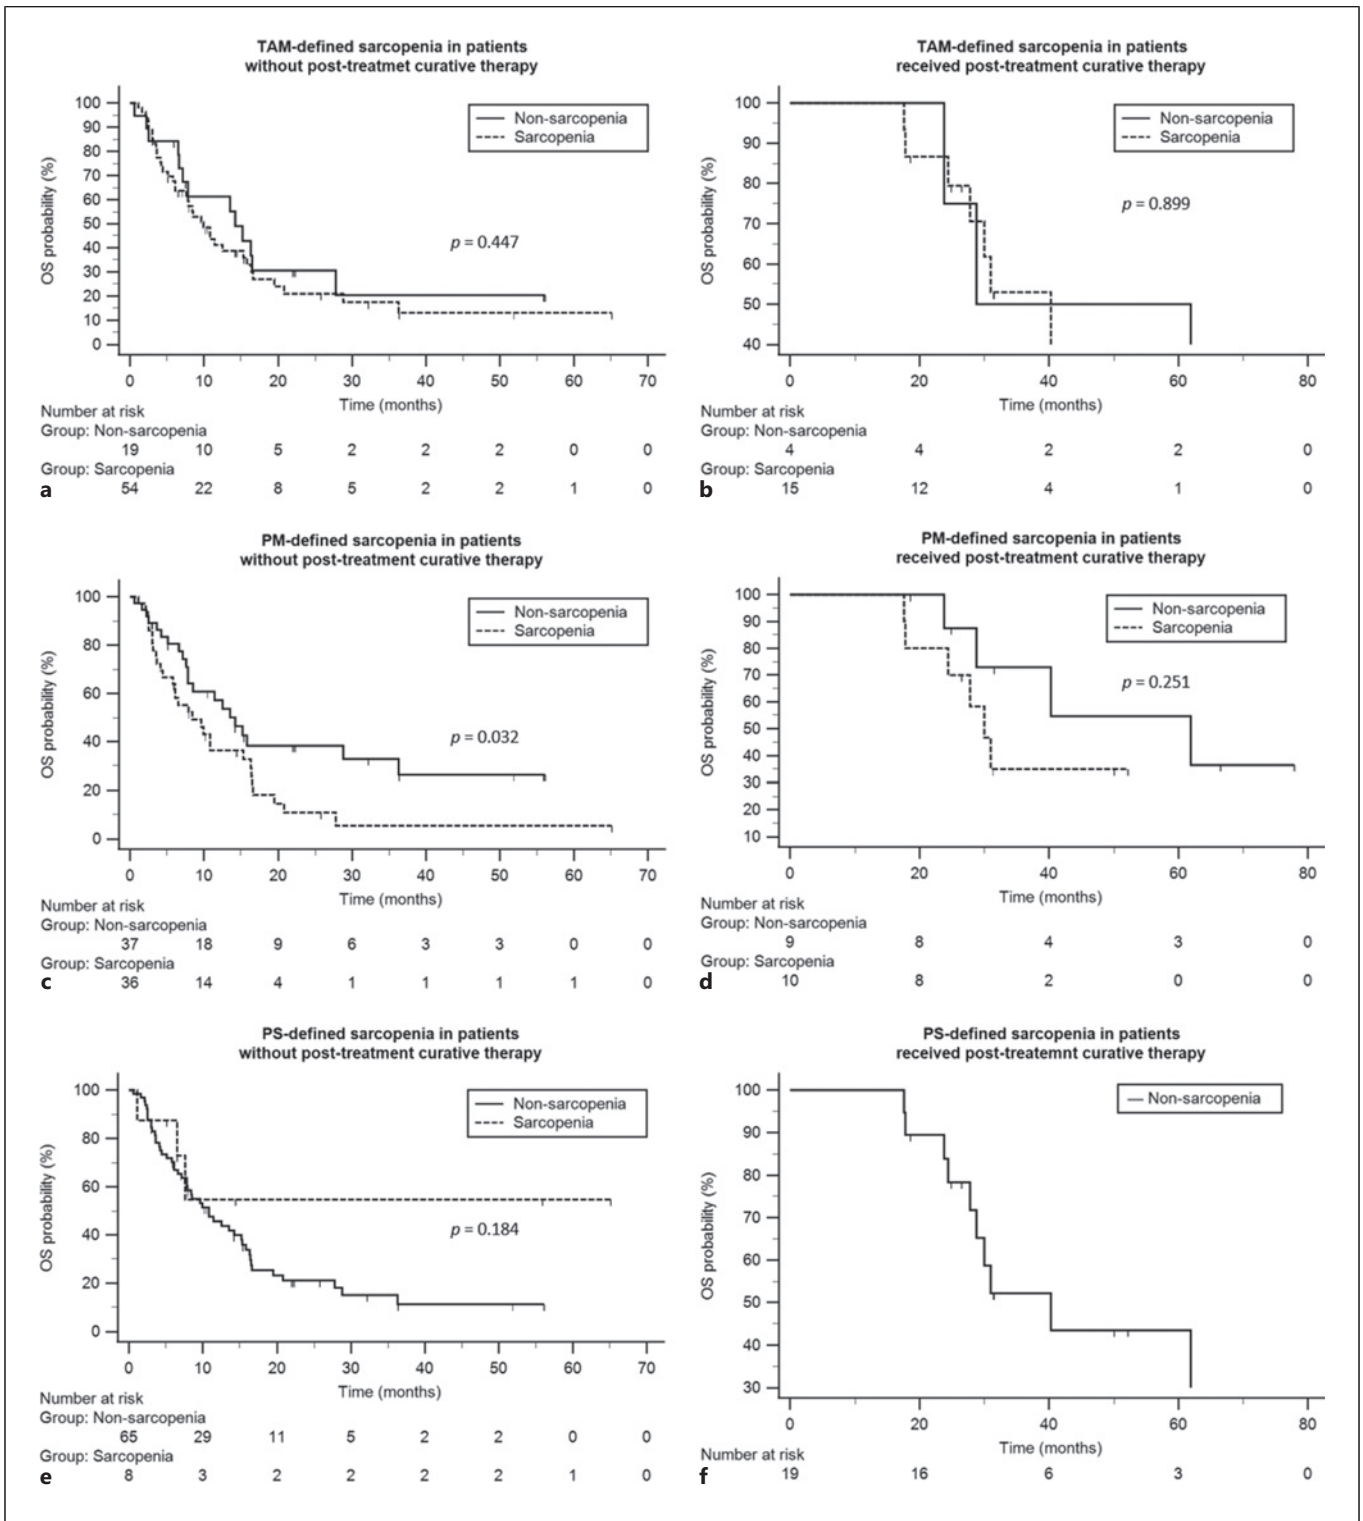 TAM-defined sarcopenia in patients
without post-treatmet curative therapy
100
90
80
70
60
50
40
30
20
10
0
OS probability (%)
Non-sarcopenia
Sarcopenia
p = 0.447
0 10 20 30 40 50 60 70
Time (months)
Number at risk
Group: Non-sarcopenia
19 10 5 2 2 2 0 0
Group: Sarcopenia
54 22 8 5 2 2 1 0
a
TAM-defined sarcopenia in patients
received post-treatment curative therapy
100
90
80
70
60
50
40
OS probability (%)
Non-sarcopenia
Sarcopenia
p = 0.899
0 20 40 60 80
Time (months)
Number at risk
Group: Non-sarcopenia
4 4 2 2 0
Group: Sarcopenia
15 12 4 1 0
b
PM-defined sarcopenia in patients
without post-treatment curative therapy
100
80
60
40
20
0
OS probability (%)
Non-sarcopenia
Sarcopenia
p = 0.032
0 10 20 30 40 50 60 70
Time (months)
Number at risk
Group: Non-sarcopenia
37 18 9 6 3 3 0 0
Group: Sarcopenia
36 14 4 1 1 1 1 0
c
PM-defined sarcopenia in patients
received post-treatment curative therapy
100
90
80
70
60
50
40
30
20
10
OS probability (%)
Non-sarcopenia
Sarcopenia
p = 0.251
0 20 40 60 80
Time (months)
Number at risk
Group: Non-sarcopenia
9 8 4 3 0
Group: Sarcopenia
10 8 2 0 0
d
PS-defined sarcopenia in patients
without post-treatment curative therapy
100
80
60
40
20
0
OS probability (%)
Non-sarcopenia
Sarcopenia
p = 0.184
0 10 20 30 40 50 60 70
Time (months)
Number at risk
Group: Non-sarcopenia
65 29 11 5 2 2 0 0
Group: Sarcopenia
8 3 2 2 2 2 1 0
e
PS-defined sarcopenia in patients
received post-treatemnt curative therapy
100
90
80
70
60
50
40
30
OS probability (%)
Non-sarcopenia
0 20 40 60 80
Time (months)
Number at risk
19 16 6 3 0
f